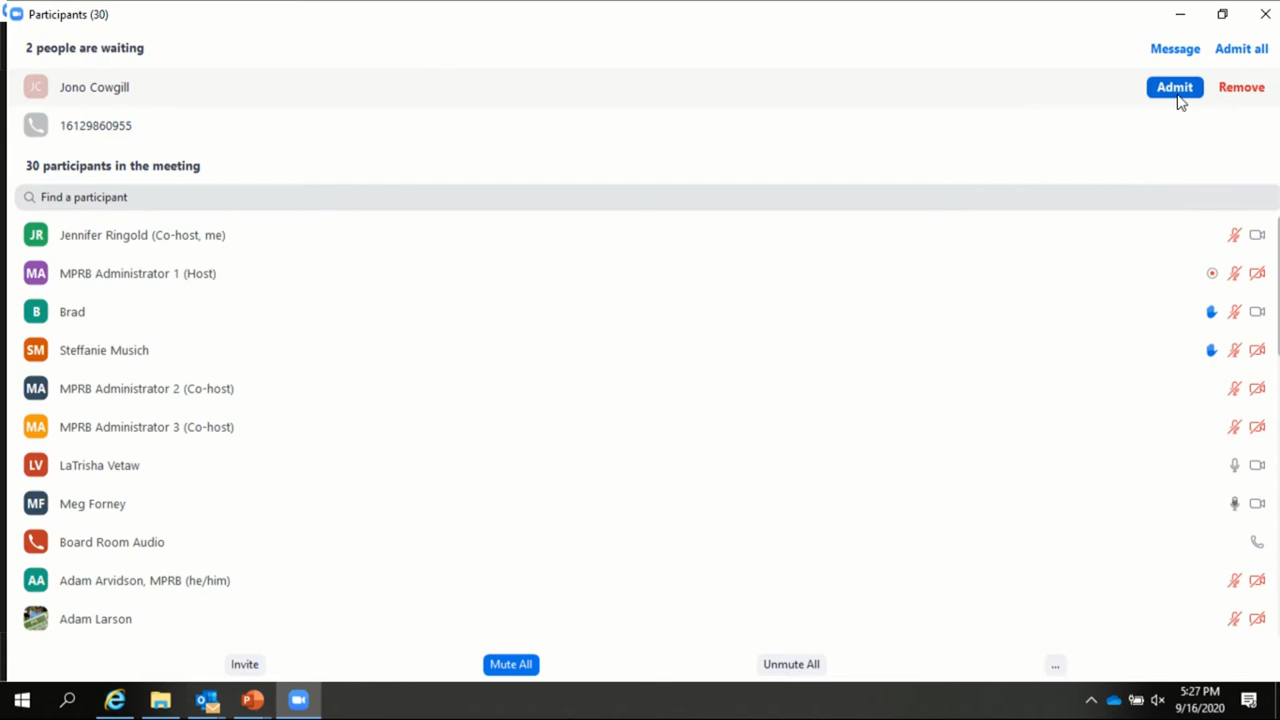 Participants (30)
2 people are waiting
Message
Admit all
JC
Jono Cowgill
Admit
Remove
16129860955
30 participants in the meeting
Find a participant
JR
Jennifer Ringold (Co-host, me)
MA
MPRB Administrator 1 (Host)
B
Brad
SM
Steffanie Musich
MA
MPRB Administrator 2 (Co-host)
MA
MPRB Administrator 3 (Co-host)
LV
LaTrisha Vetaw
MF
Meg Forney
Board Room Audio
AA
Adam Arvidson, MPRB (he/him)
Adam Larson
Invite
Mute All
Unmute All
...
5:27 PM
9/16/2020